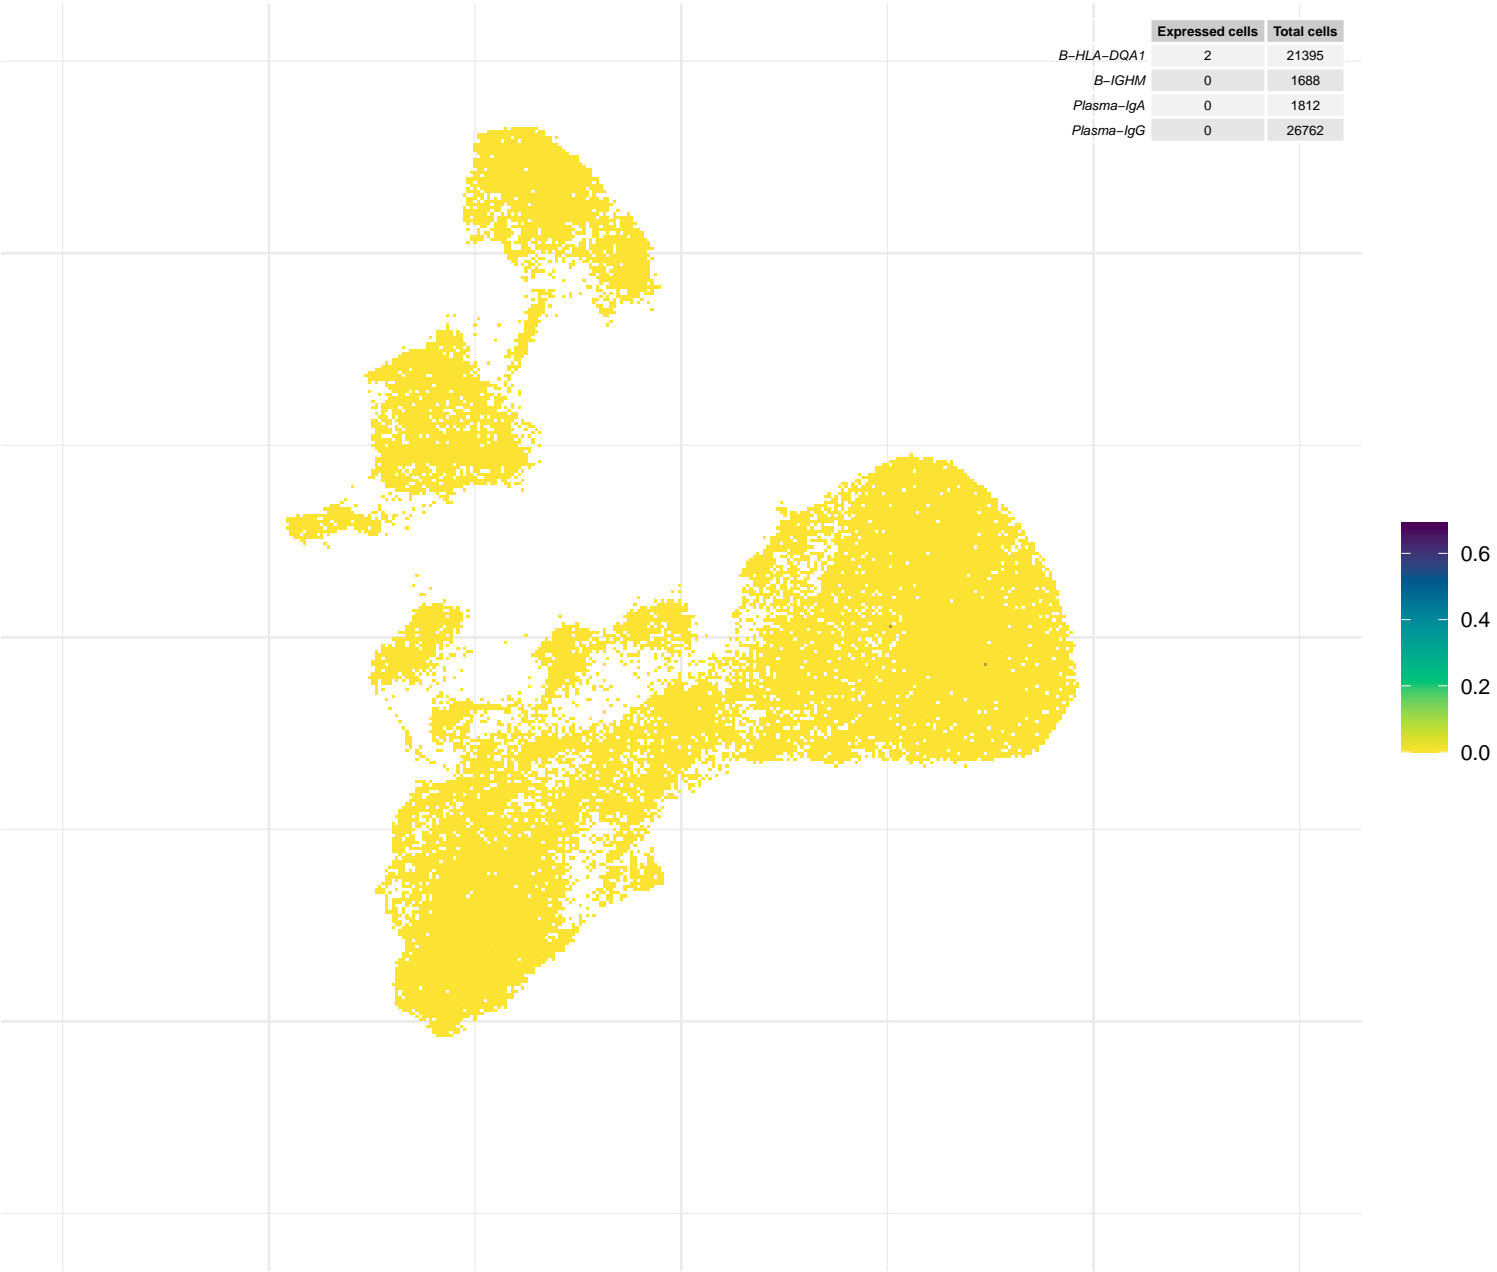 Expressed cells Total cells
B−HLA−DQA1 2 21395
B−IGHM 0 1688
Plasma−IgA 0 1812
Plasma−IgG 0 26762
0.6
0.4
0.2
0.0